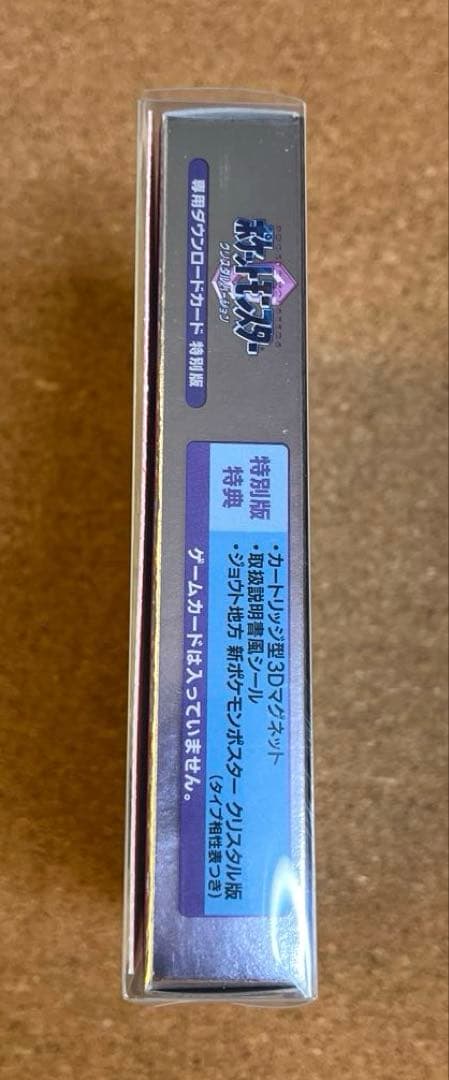 ポケットモンスター
クリスタルバージョン
専用ダウンロードカード 特別版
特別版
特典
・カートリッジ型3Dマグネット
・取扱説明書風シール
・ジョウト地方 新ポケモンポスター クリスタル版
(タイプ相性表つき)
ゲームカードは入っていません。